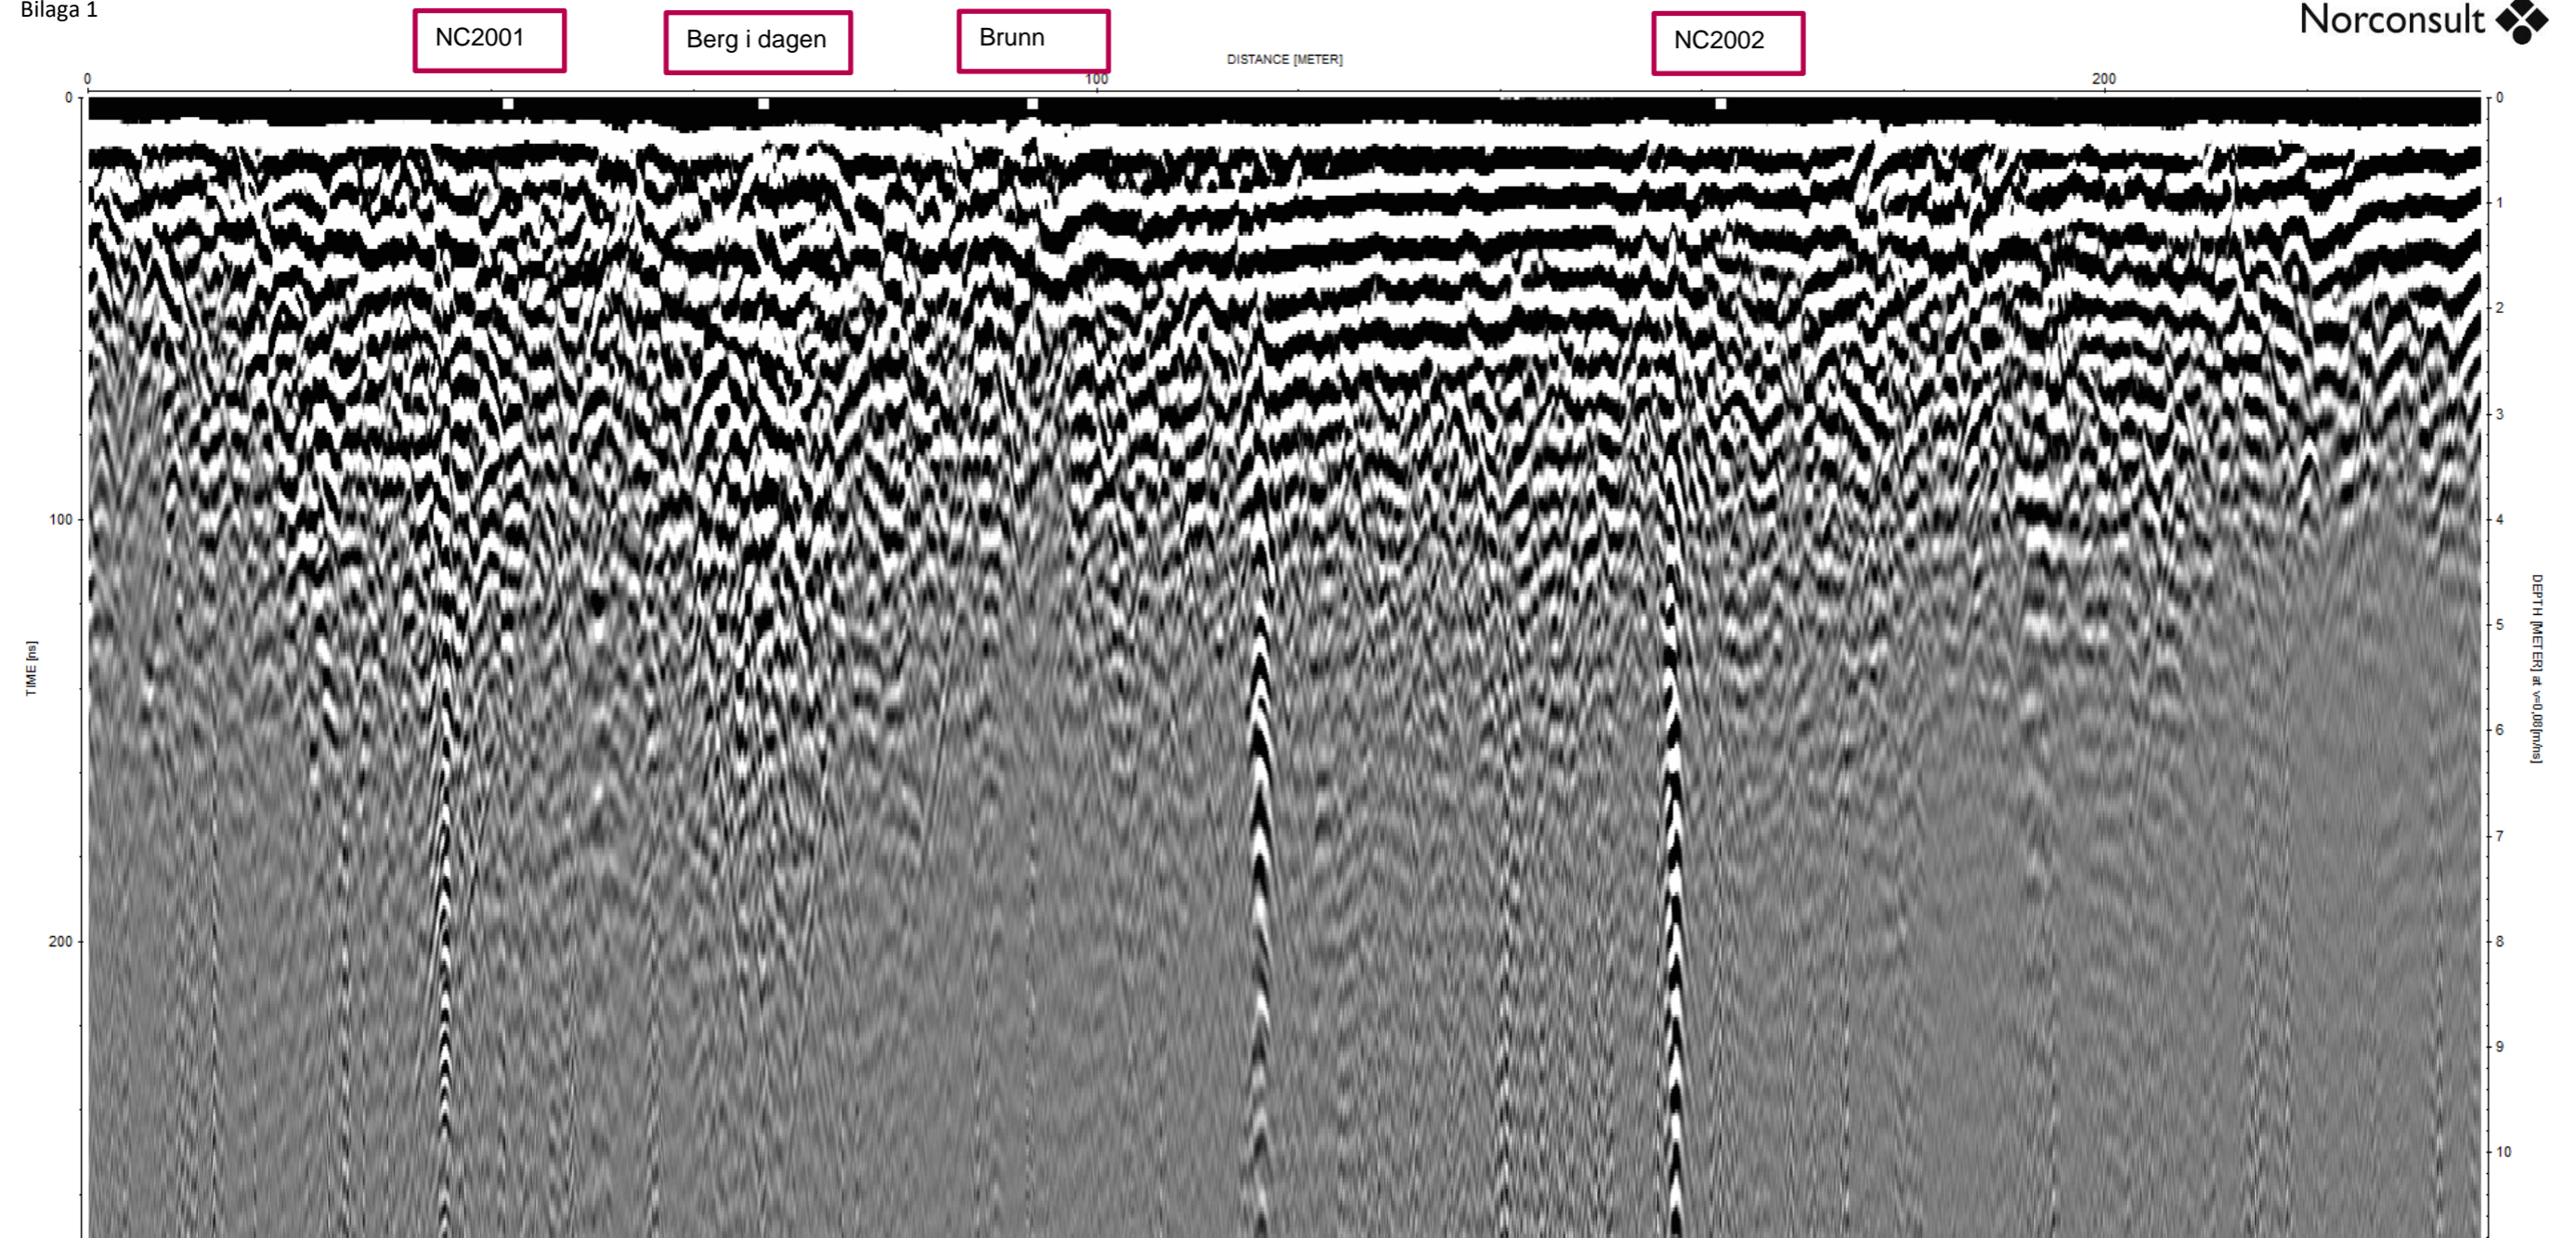 Bilaga 1
NC2001
Berg i dagen
Brunn
NC2002
Norconsult
DISTANCE [METER]
0
100
200
0
100
200
TIME [ns]
0
1
2
3
4
5
6
7
8
9
10
DEPTH [METER] at v=0,08[m/ns]